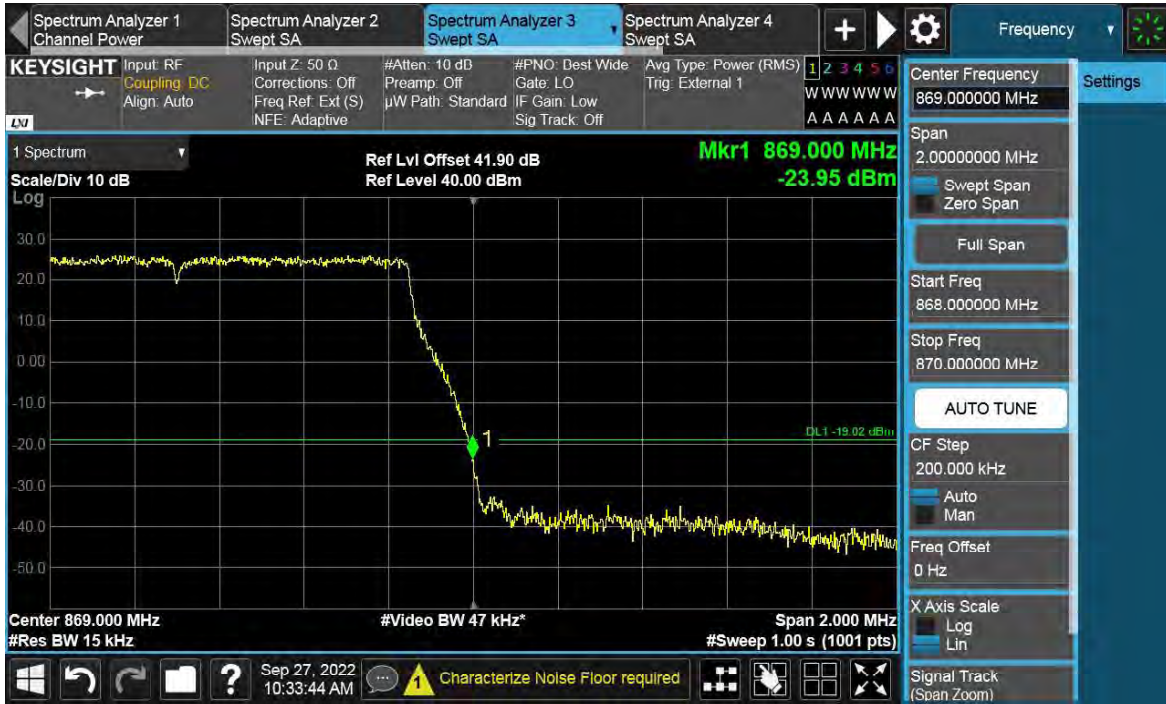 Spectrum Analyzer 1
Channel Power
Spectrum Analyzer 2
Swept SA
Spectrum Analyzer 3
Swept SA
Spectrum Analyzer 4
Swept SA
+
Frequency
KEYSIGHT
LXI
Input: RF
Coupling: DC
Align: Auto
Input Z: 50 Ω
Corrections: Off
Freq Ref: Ext (S)
NFE: Adaptive
#Atten: 10 dB
Preamp: Off
µW Path: Standard
#PNO: Best Wide
Gate: LO
IF Gain: Low
Sig Track: Off
Avg Type: Power (RMS)
Trig: External 1
1 2 3 4 5 6
W W W W W W
A A A A A A
1 Spectrum
Scale/Div 10 dB
Log
Ref Lvl Offset 41.90 dB
Ref Level 40.00 dBm
Mkr1 869.000 MHz
-23.95 dBm
30.0
20.0
10.0
0.00
-10.0
-20.0
-30.0
-40.0
-50.0
1
DL1 -19.02 dBm
Center 869.000 MHz
#Res BW 15 kHz
#Video BW 47 kHz*
Span 2.000 MHz
#Sweep 1.00 s (1001 pts)
?
Sep 27, 2022
10:33:44 AM
1
Characterize Noise Floor required
Center Frequency
869.000000 MHz
Settings
Span
2.00000000 MHz
Swept Span
Zero Span
Full Span
Start Freq
868.000000 MHz
Stop Freq
870.000000 MHz
AUTO TUNE
CF Step
200.000 kHz
Auto
Man
Freq Offset
0 Hz
X Axis Scale
Log
Lin
Signal Track
(Span Zoom)